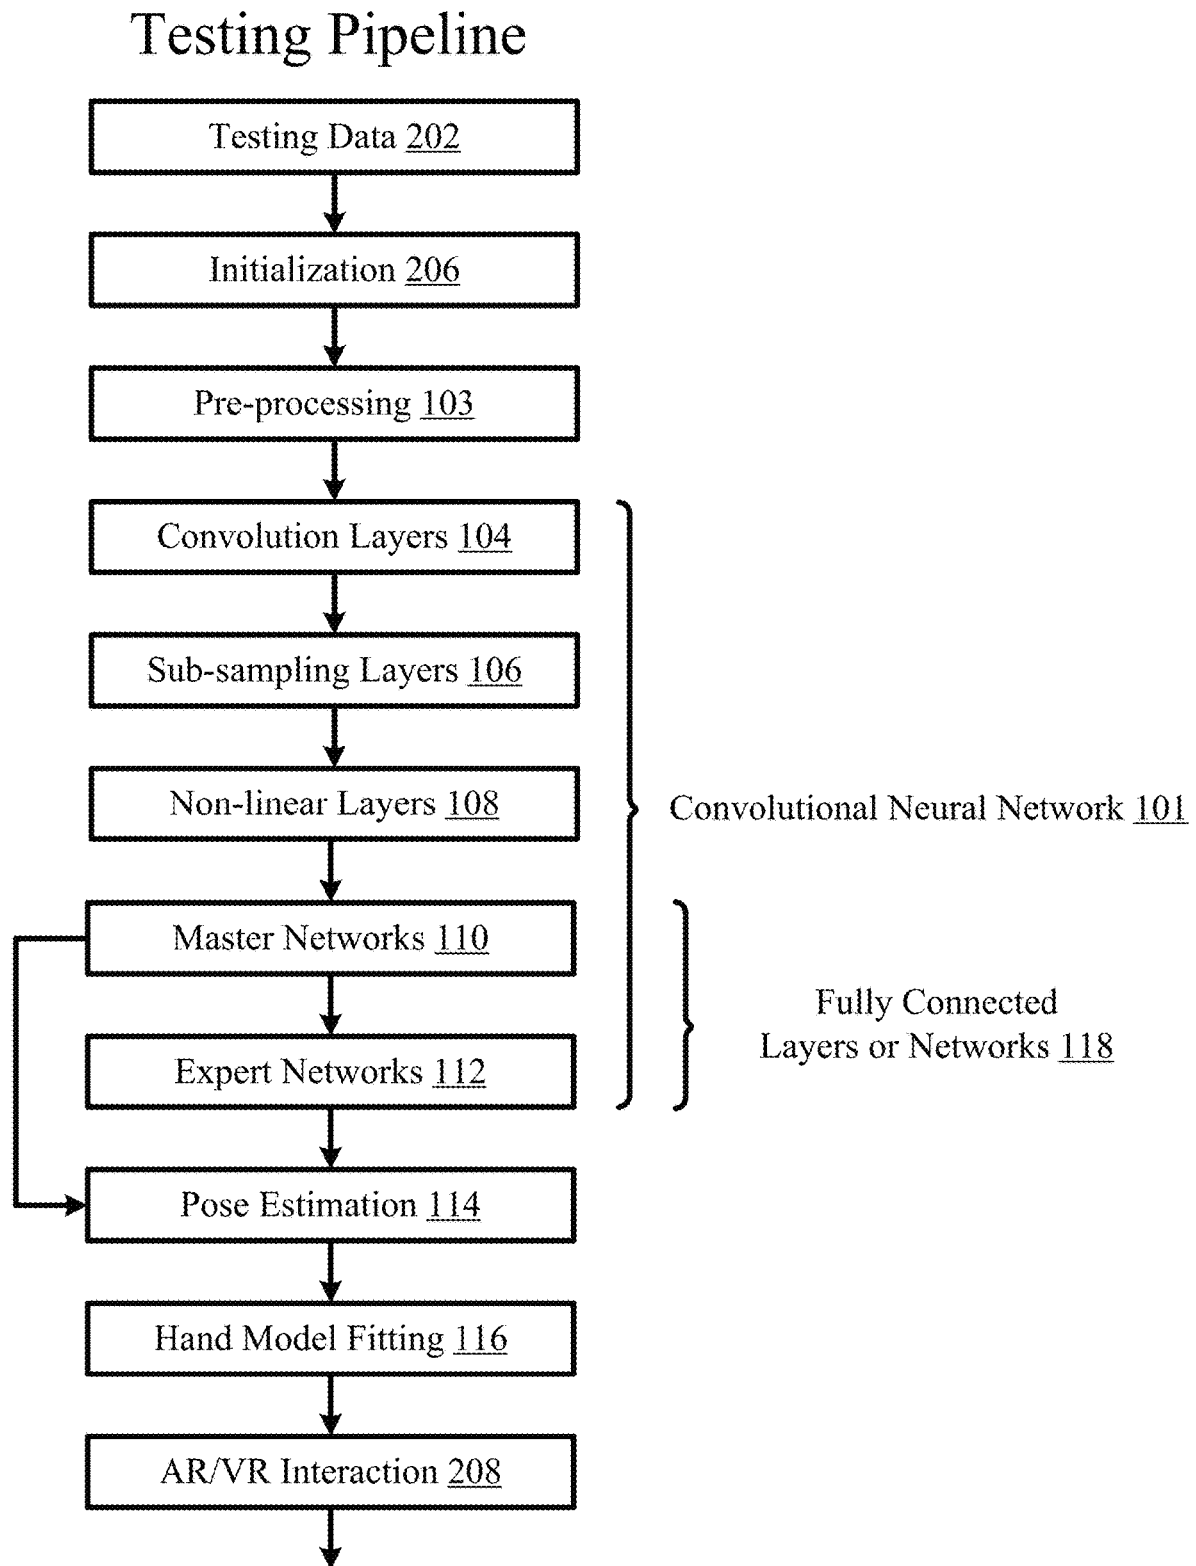 Testing Pipeline
Testing Data 202
Initialization 206
Pre-processing 103
Convolution Layers 104
Sub-sampling Layers 106
Non-linear Layers 108
Convolutional Neural Network 101
Master Networks 110
Fully Connected
Layers or Networks 118
Expert Networks 112
Pose Estimation 114
Hand Model Fitting 116
AR/VR Interaction 208